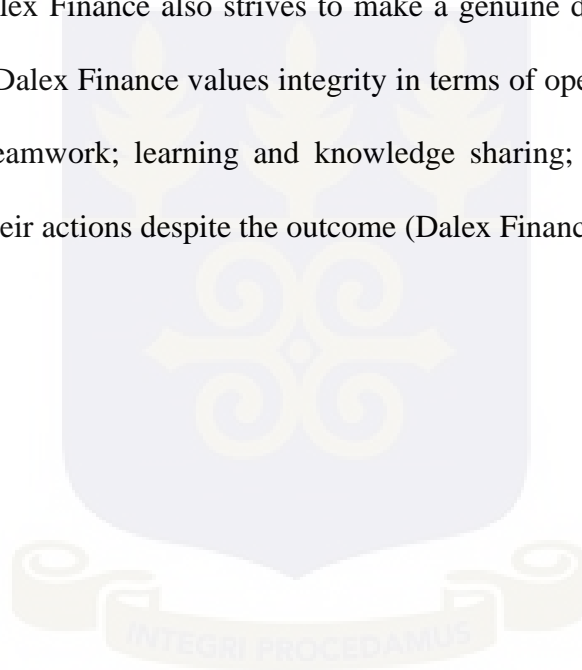 lex Finance also strives to make a genuine d
Dalex Finance values integrity in terms of ope
eamwork; learning and knowledge sharing;
eir actions despite the outcome (Dalex Financ
INTEGRI PROCEDAMUS